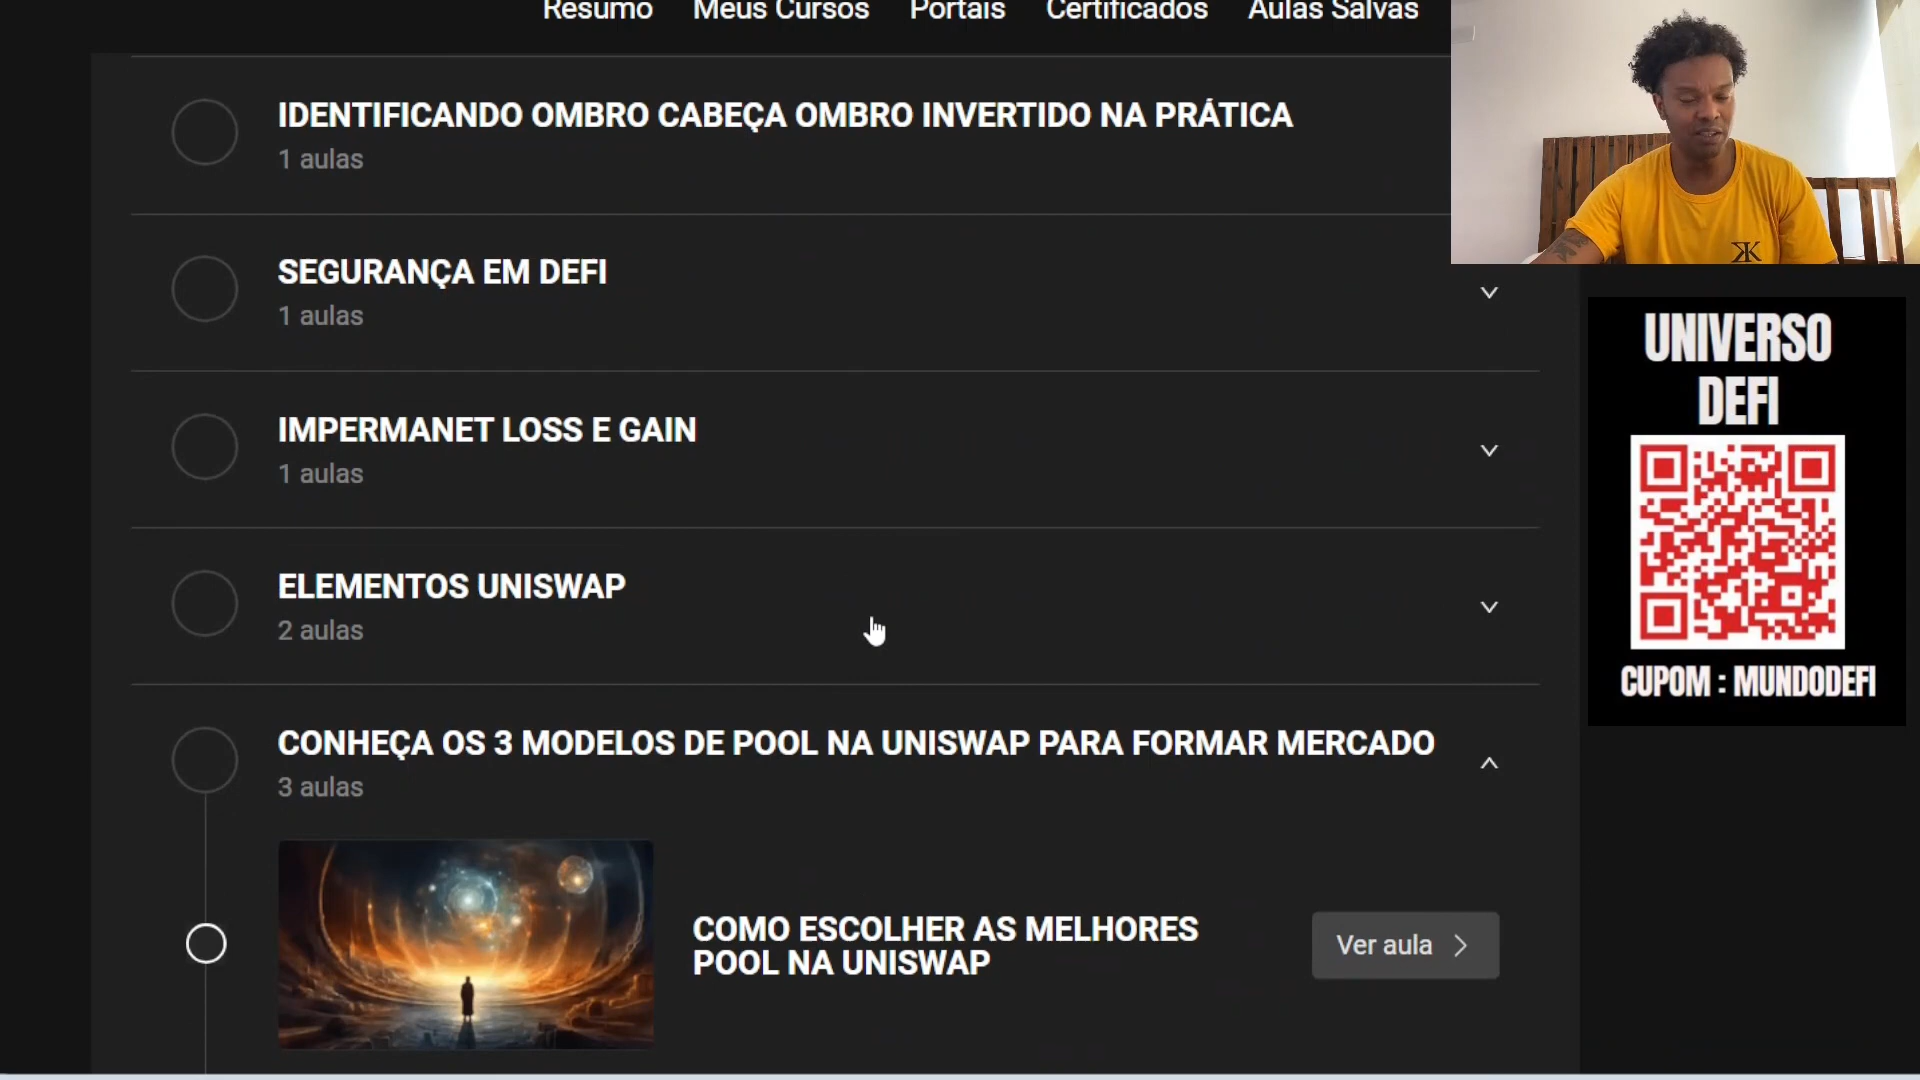 Resumo Meus Cursos Portais Certificados Aulas Salvas
IDENTIFICANDO OMBRO CABEÇA OMBRO INVERTIDO NA PRÁTICA
1 aulas
SEGURANÇA EM DEFI
1 aulas
IMPERMANET LOSS E GAIN
1 aulas
ELEMENTOS UNISWAP
2 aulas
CONHEÇA OS 3 MODELOS DE POOL NA UNISWAP PARA FORMAR MERCADO
3 aulas
COMO ESCOLHER AS MELHORES
POOL NA UNISWAP
Ver aula
UNIVERSO
DEFI
CUPOM : MUNDODEFI